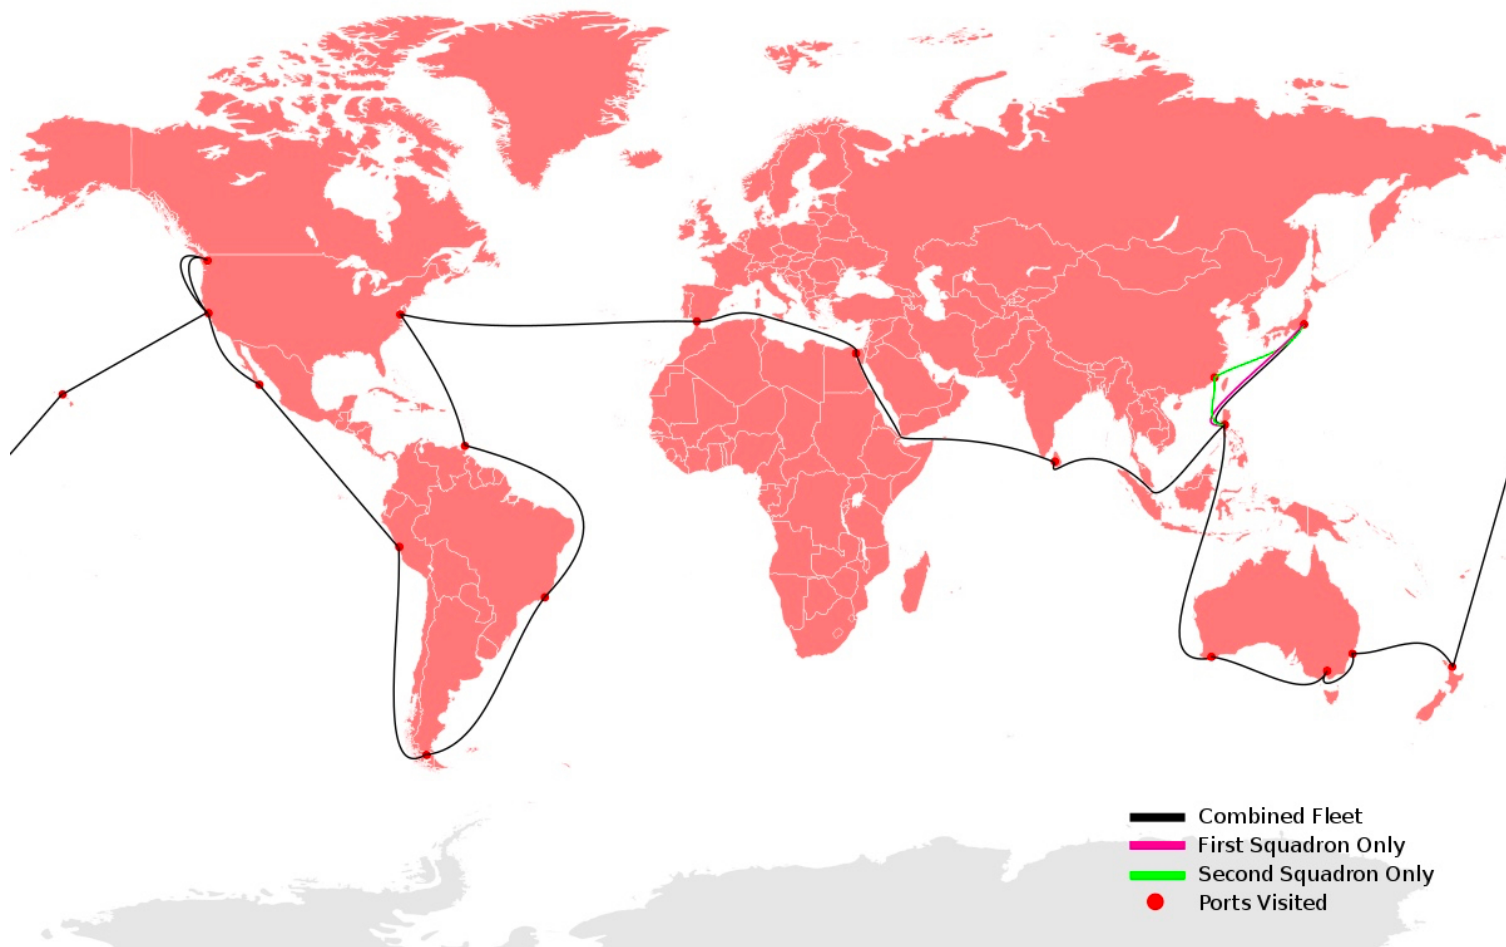 Combined Fleet
First Squadron Only
Second Squadron Only
Ports Visited